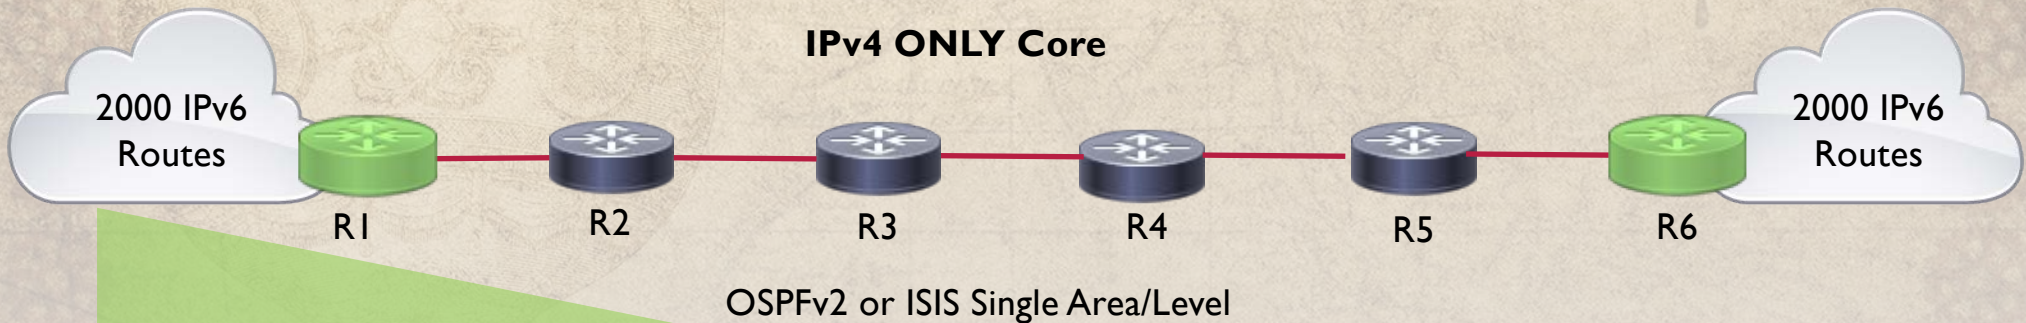 IPv4 ONLY Core
2000 IPv6
Routes
2000 IPv6
Routes
R1
R2
R3
R4
R5
R6
OSPFv2 or ISIS Single Area/Level